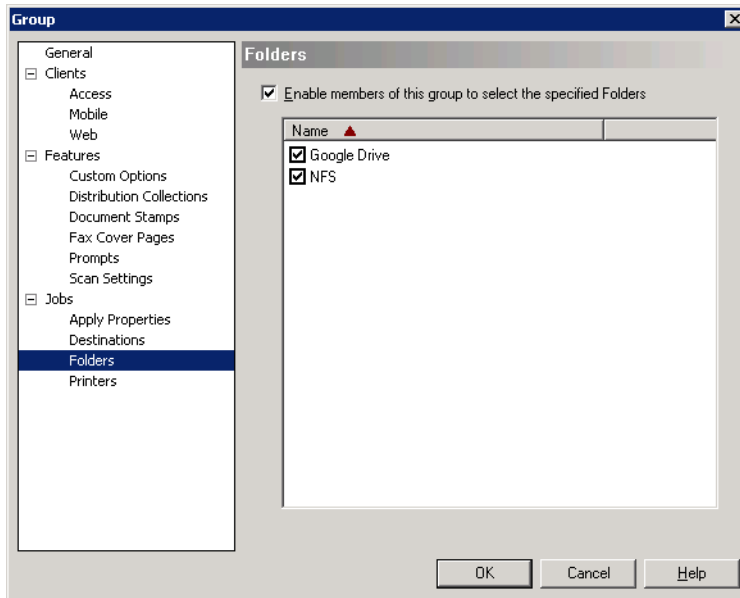 Group
General
Clients
Access
Mobile
Web
Features
Custom Options
Distribution Collections
Document Stamps
Fax Cover Pages
Prompts
Scan Settings
Jobs
Apply Properties
Destinations
Folders
Printers
Folders
Enable members of this group to select the specified Folders
Name
Google Drive
NFS
OK Cancel Help